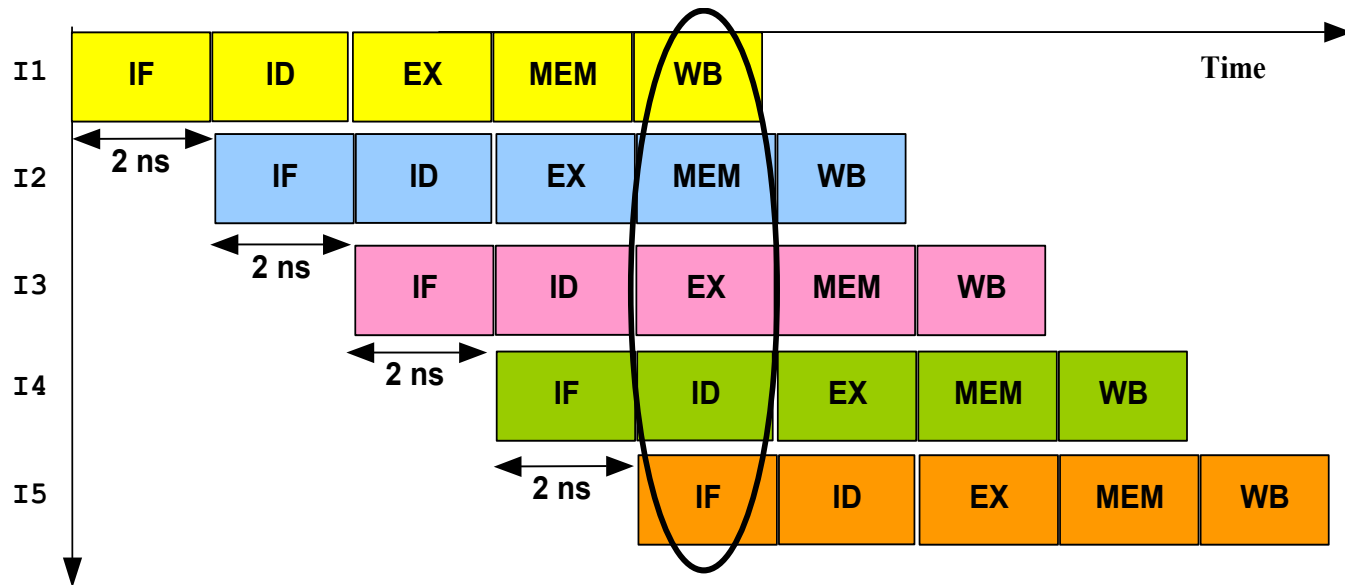 I1 IF ID EX MEM WB Time
2 ns
I2 IF ID EX MEM WB
2 ns
I3 IF ID EX MEM WB
2 ns
I4 IF ID EX MEM WB
2 ns
I5 IF ID EX MEM WB